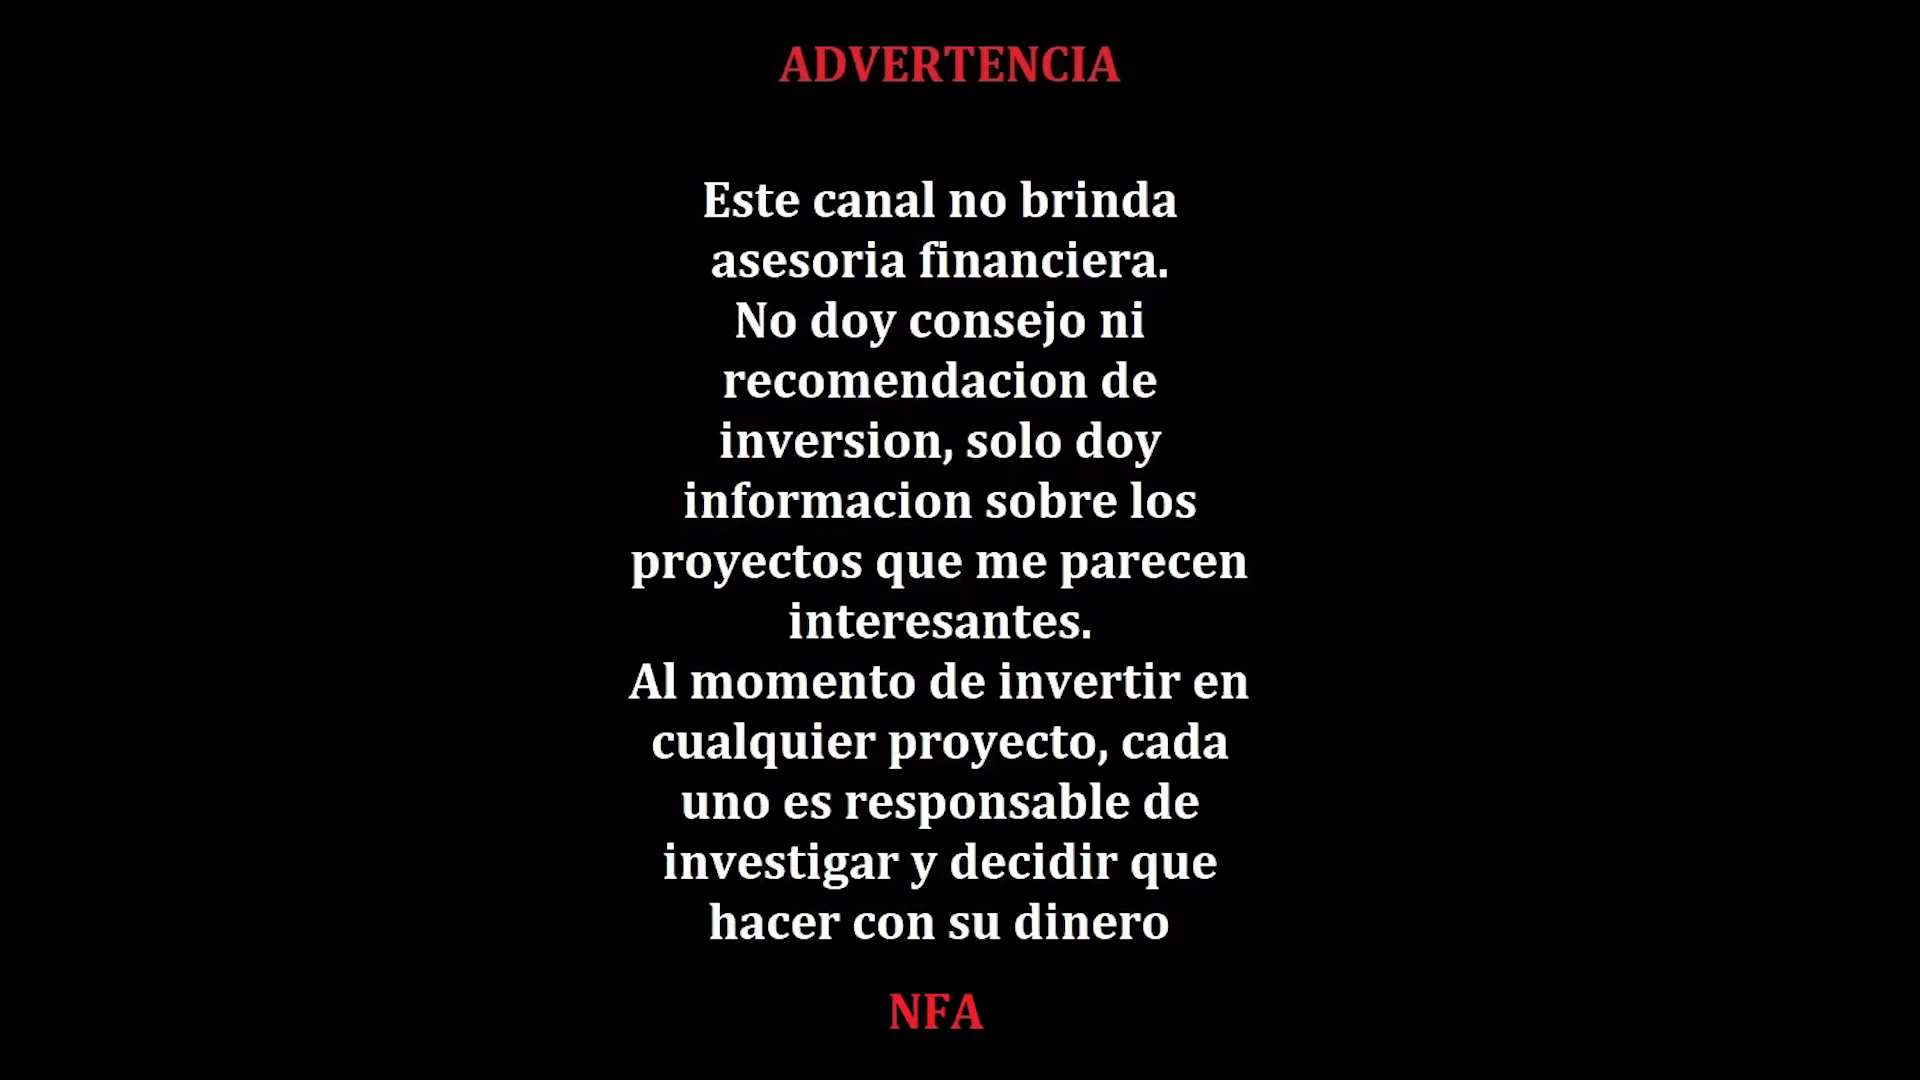 ADVERTENCIA
Este canal no brinda
asesoria financiera.
No doy consejo ni
recomendacion de
inversion, solo doy
informacion sobre los
proyectos que me parecen
interesantes.
Al momento de invertir en
cualquier proyecto, cada
uno es responsable de
investigar y decidir que
hacer con su dinero
NFA